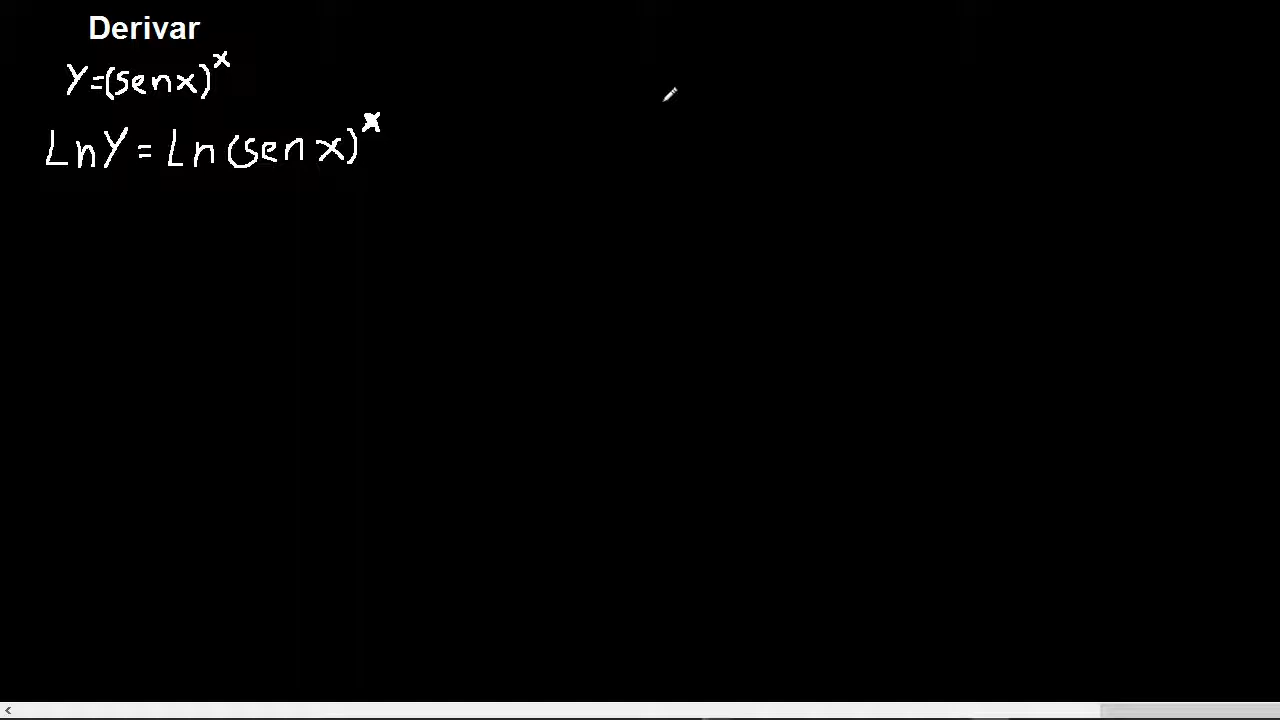 Derivar
Y=(senx)^x
LnY = Ln(sen x)^x